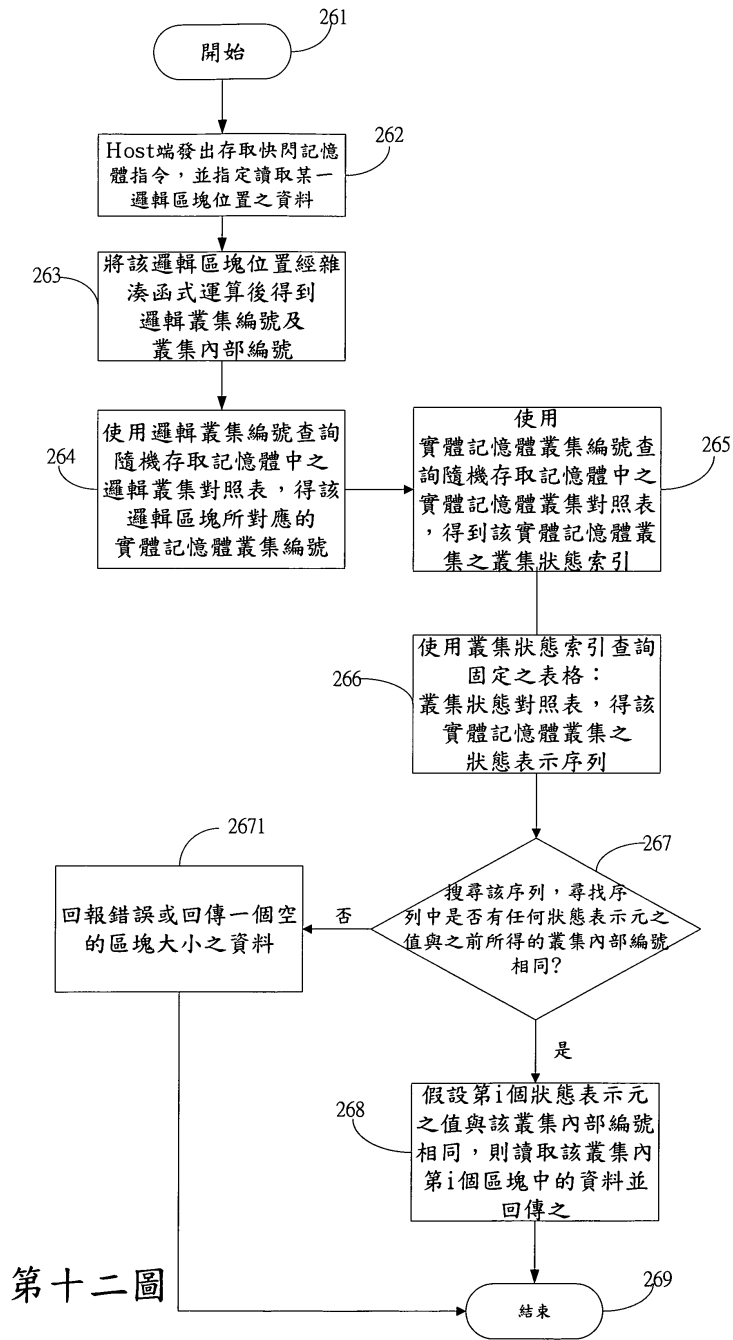 261
開始
262
Host端發出存取快閃記憶
體指令，並指定讀取某一
邏輯區塊位置之資料
263
將該邏輯區塊位置經雜
湊函式運算後得到
邏輯叢集編號及
叢集內部編號
264
使用邏輯叢集編號查詢
隨機存取記憶體中之
邏輯叢集對照表，得該
邏輯區塊所對應的
實體記憶體叢集編號
265
使用
實體記憶體叢集編號查
詢隨機存取記憶體中之
實體記憶體叢集對照表
，得到該實體記憶體叢
集之叢集狀態索引
266
使用叢集狀態索引查詢
固定之表格：
叢集狀態對照表，得該
實體記憶體叢集之
狀態表示序列
267
搜尋該序列，尋找序
列中是否有任何狀態表示元之
值與之前所得的叢集內部編號
相同？
否
2671
回報錯誤或回傳一個空
的區塊大小之資料
是
268
假設第i個狀態表示元
之值與該叢集內部編號
相同，則讀取該叢集內
第i個區塊中的資料並
回傳之
269
結束
第十二圖